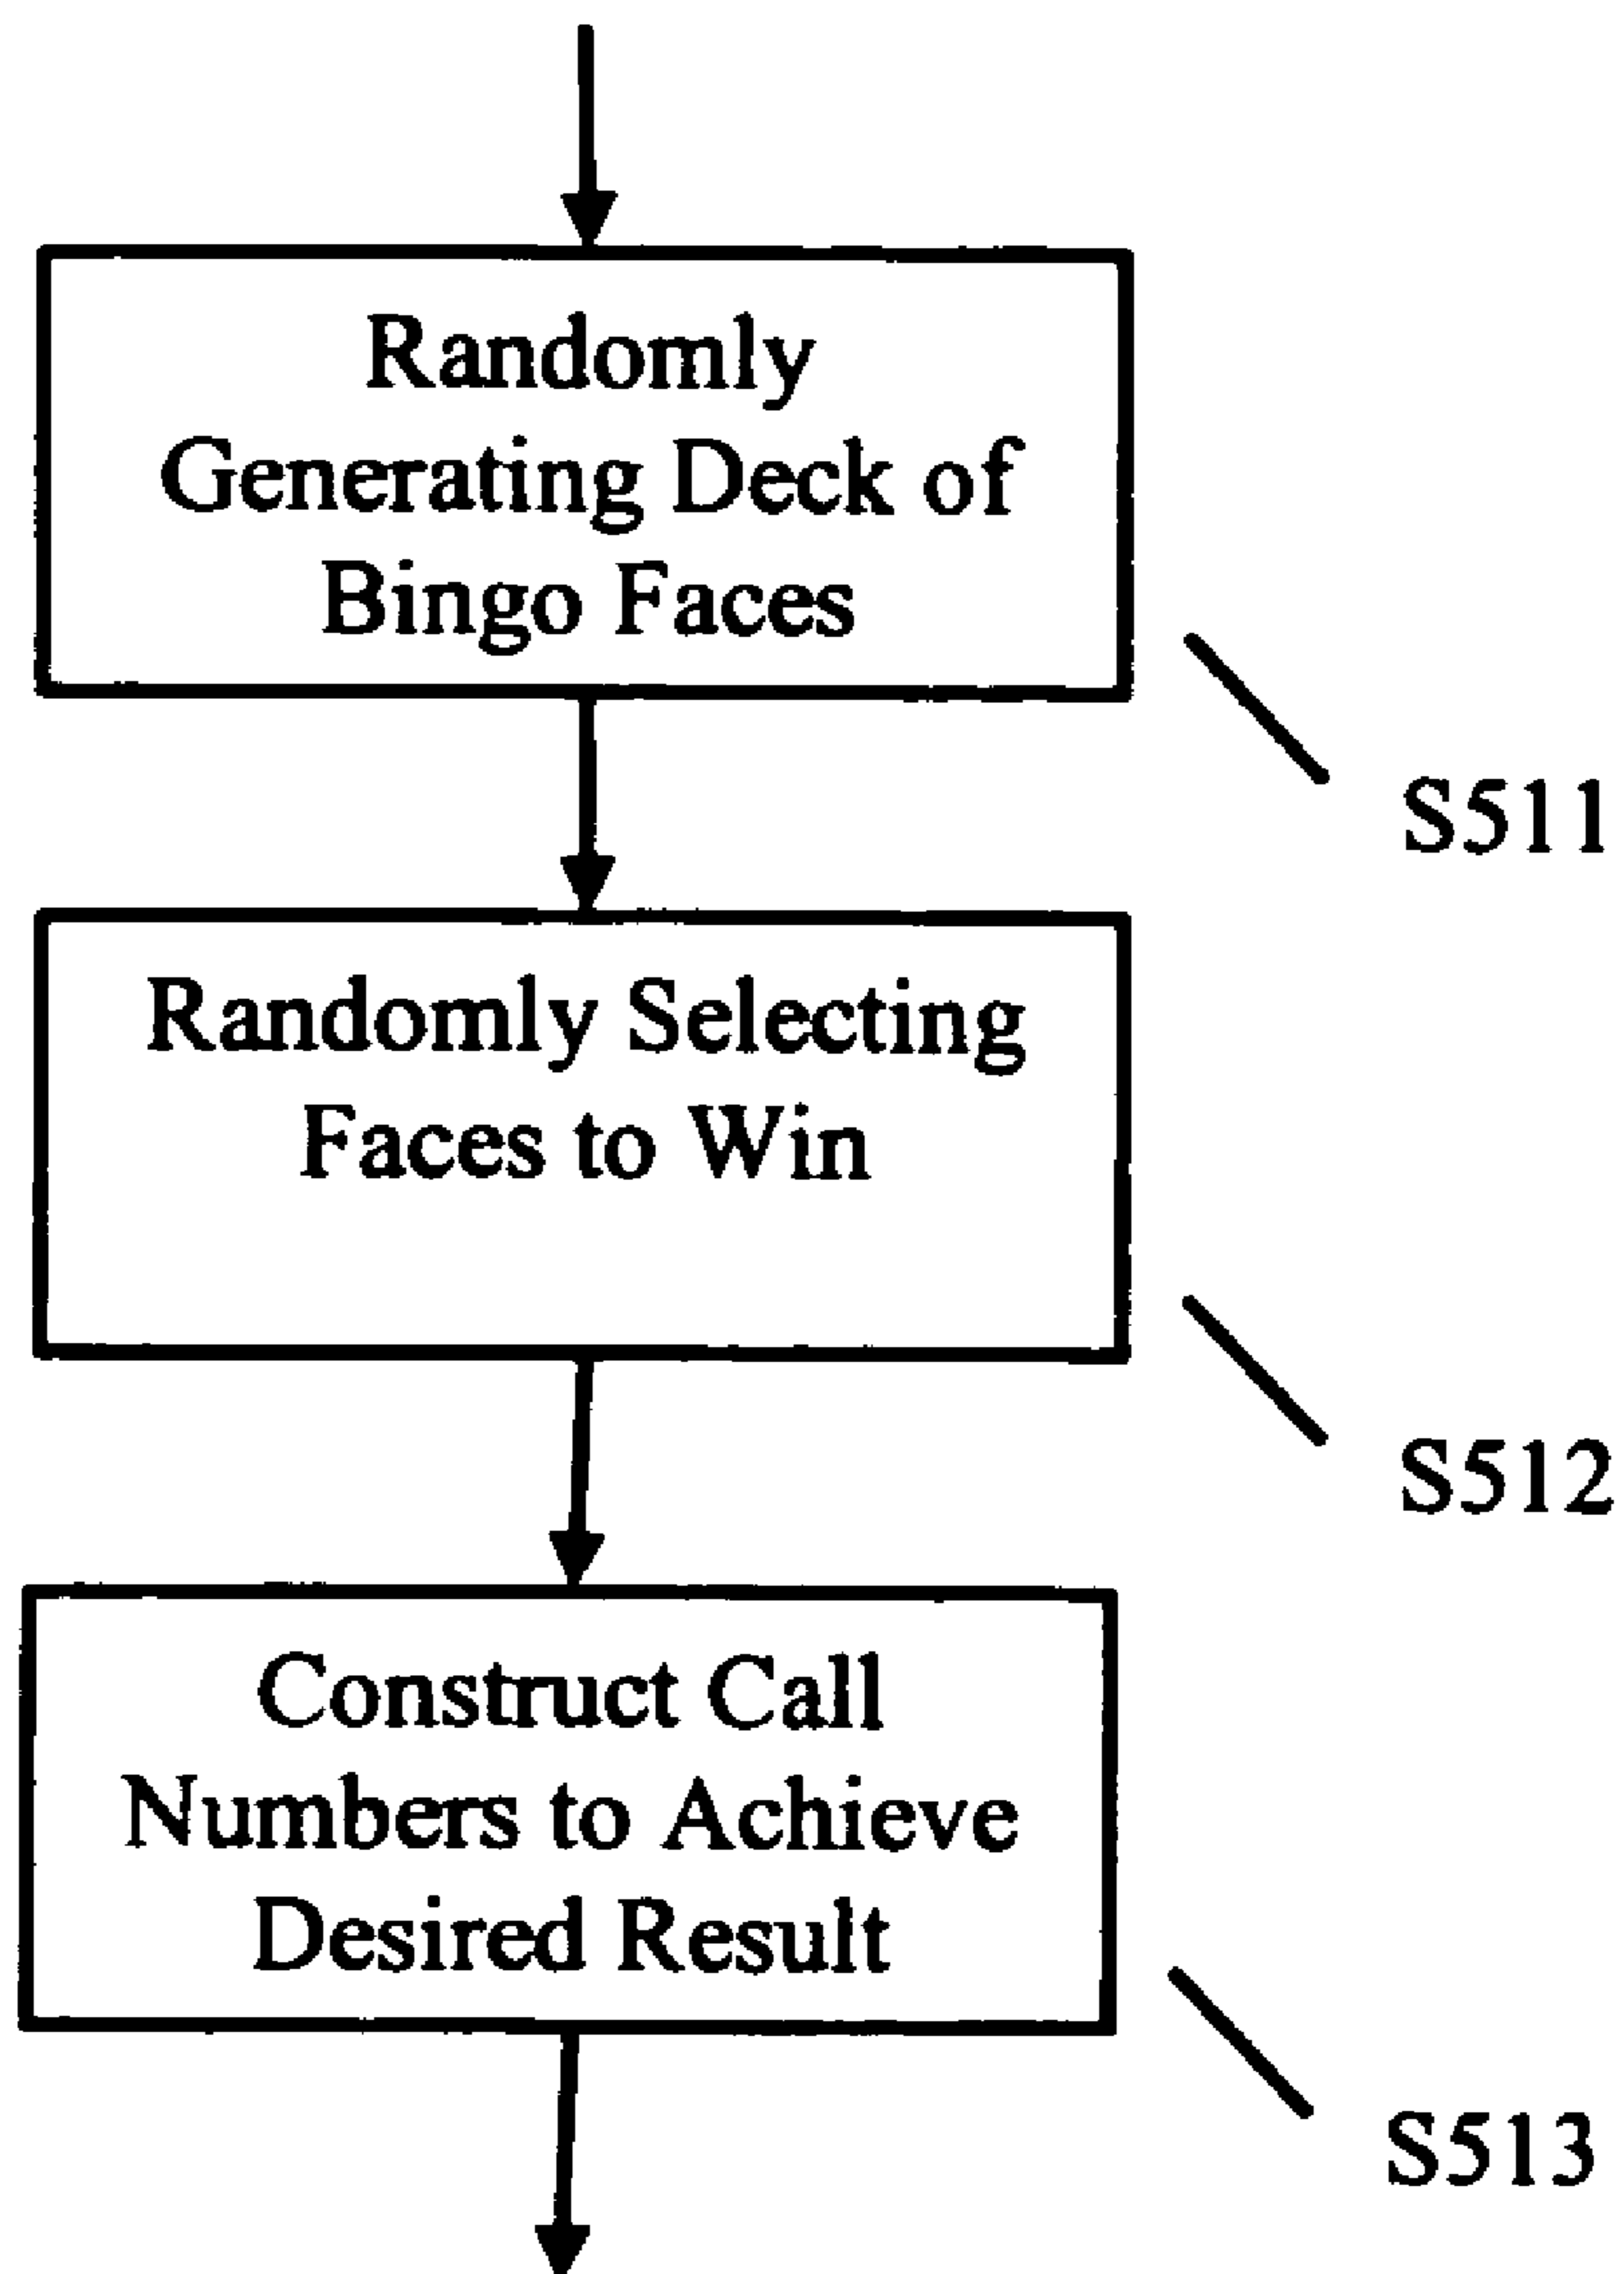 Randomly
Generating Deck of
Bingo Faces
S511
Randomly Selecting
Faces to Win
S512
Construct Call
Numbers to Achieve
Desired Result
S513